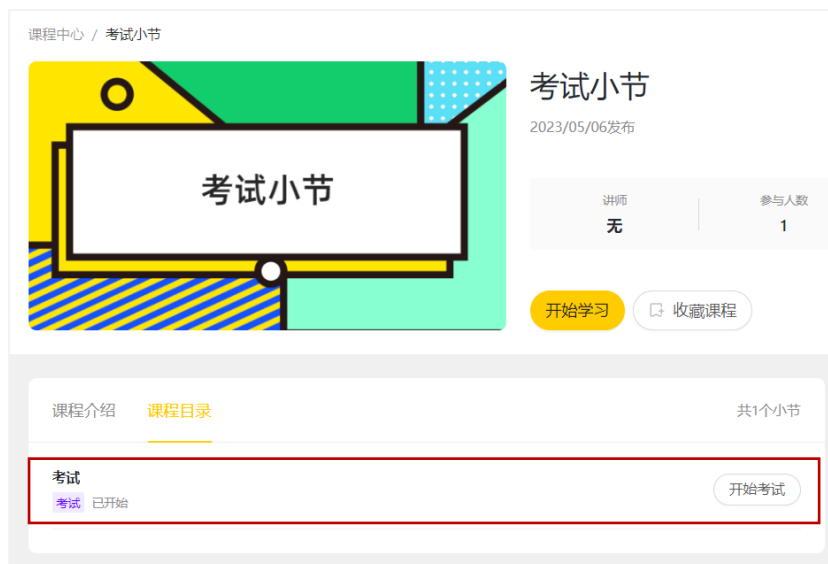 课程中心 / 考试小节
考试小节
考试小节
2023/05/06发布
讲师
参与人数
无
1
开始学习
收藏课程
课程介绍
课程目录
共1个小节
考试
考试 已开始
开始考试